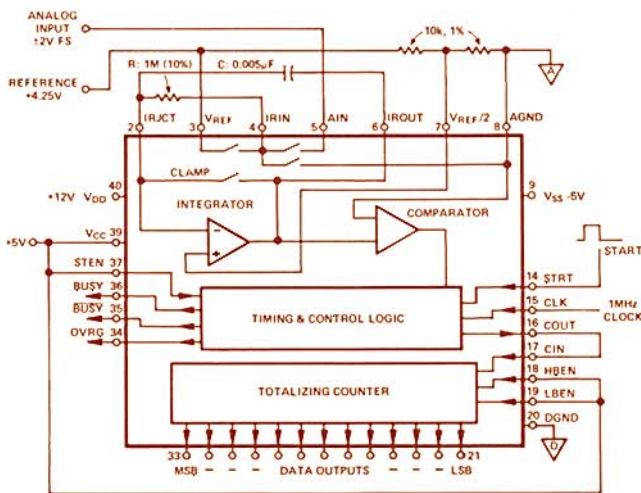 ANALOG
INPUT
±2V FS
REFERENCE
+4.25V
R: 1M (10%)
C: 0.005µF
10k, 1%
A
IRJCT
2
VREF
3
IRIN
4
AIN
5
IROUT
6
VREF/2
7
AGND
8
CLAMP
INTEGRATOR
COMPARATOR
+12V VDD 40
9 VSS -5V
+5V
VCC 39
STEN 37
BUSY 36
BUSY 35
OVRG 34
START
14 STRT
15 CLK
1MHz
CLOCK
16 COUT
17 CIN
18 HBEN
19 LBEN
20 DGND
D
TIMING & CONTROL LOGIC
TOTALIZING COUNTER
33 21
MSB – – – DATA OUTPUTS – – – LSB